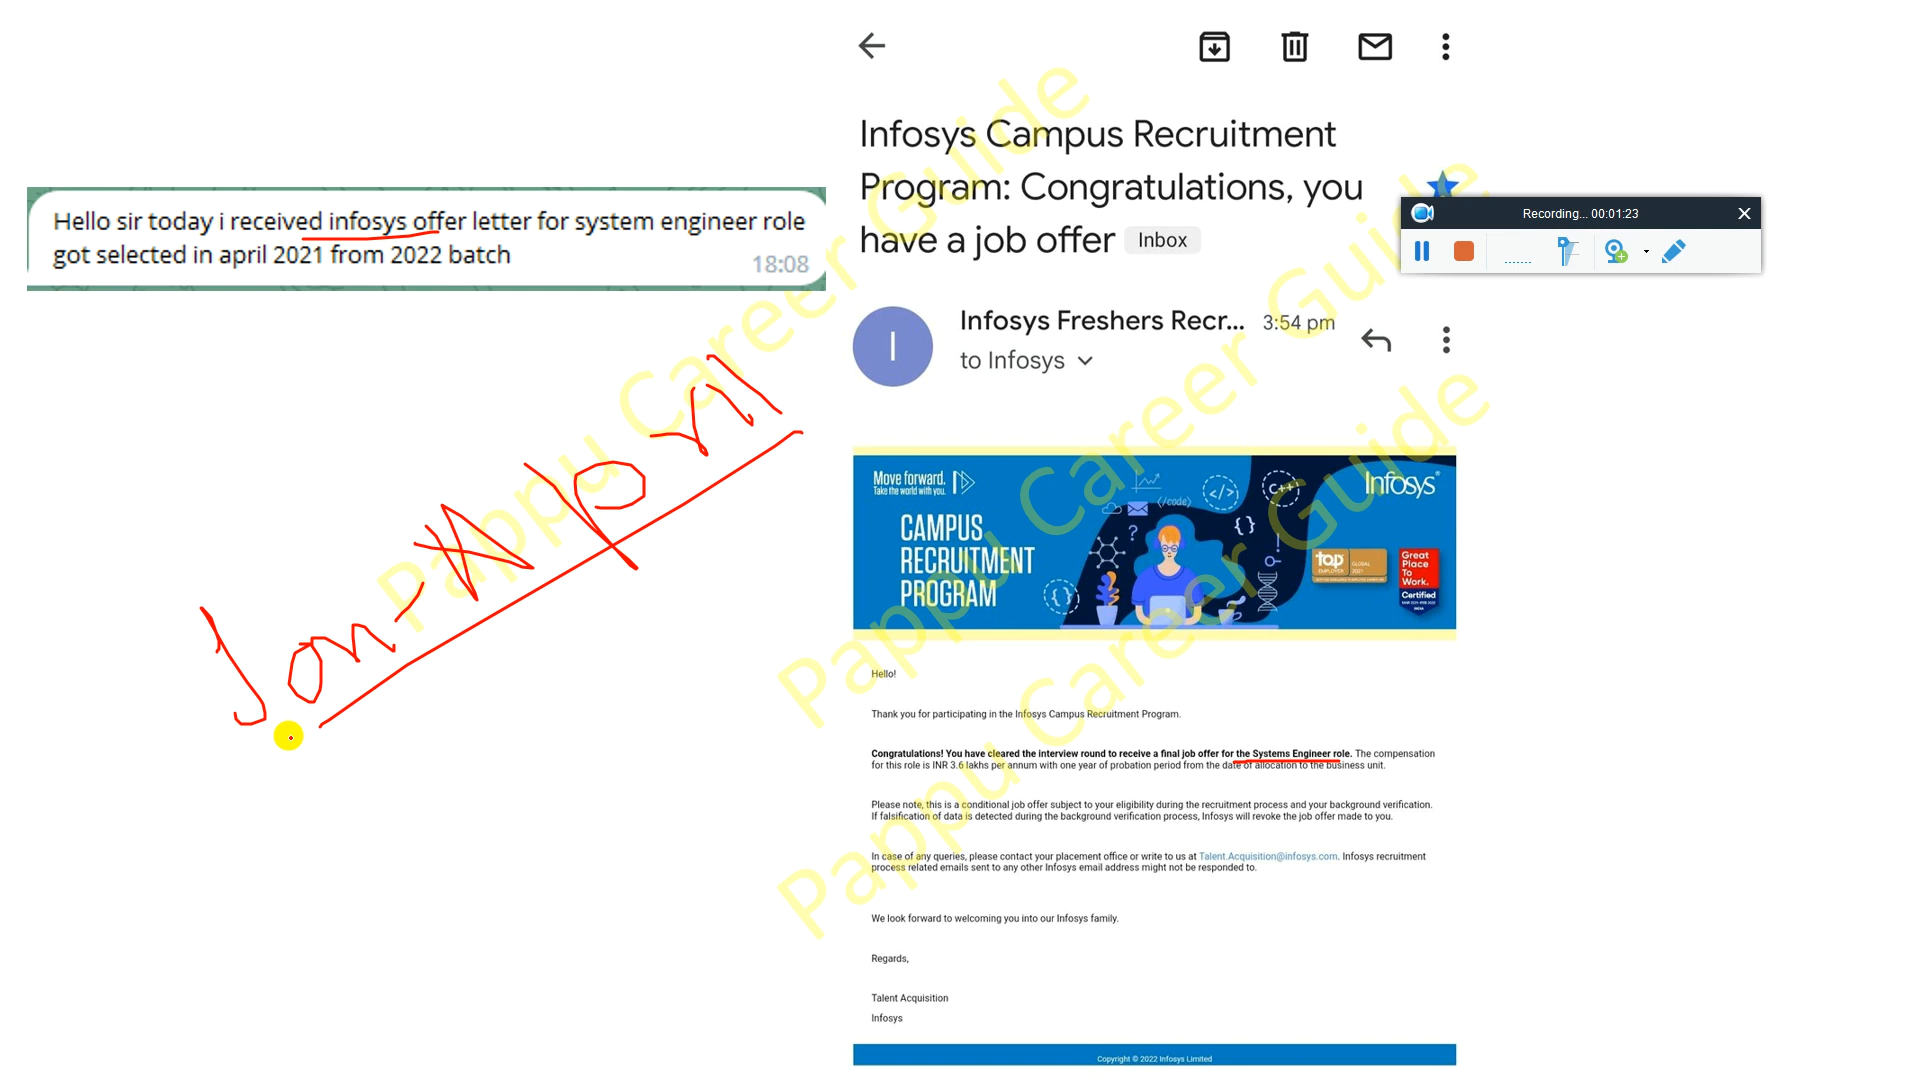 Hello sir today i received infosys offer letter for system engineer role
got selected in april 2021 from 2022 batch
18:08
Jan - April
Infosys Campus Recruitment
Program: Congratulations, you
have a job offer Inbox
Recording... 00:01:23
I
Infosys Freshers Recr... 3:54 pm
to Infosys
Move forward.
Take the world with you.
Infosys
CAMPUS
RECRUITMENT
PROGRAM
</code>
</>
C++
{}
?
!
{}
top
EMPLOYER
GLOBAL
2021
Great
Place
To
Work.
Certified
INDIA
Hello!
Thank you for participating in the Infosys Campus Recruitment Program.
Congratulations! You have cleared the interview round to receive a final job offer for the Systems Engineer role. The compensation
for this role is INR 3.6 lakhs per annum with one year of probation period from the date of allocation to the business unit.
Please note, this is a conditional job offer subject to your eligibility during the recruitment process and your background verification.
If falsification of data is detected during the background verification process, Infosys will revoke the job offer made to you.
In case of any queries, please contact your placement office or write to us at Talent.Acquisition@infosys.com. Infosys recruitment
process related emails sent to any other Infosys email address might not be responded to.
We look forward to welcoming you into our Infosys family.
Regards,
Talent Acquisition
Infosys
Copyright © 2022 Infosys Limited
Pappu Career Guide
Pappu Career Guide
Pappu Career Guide